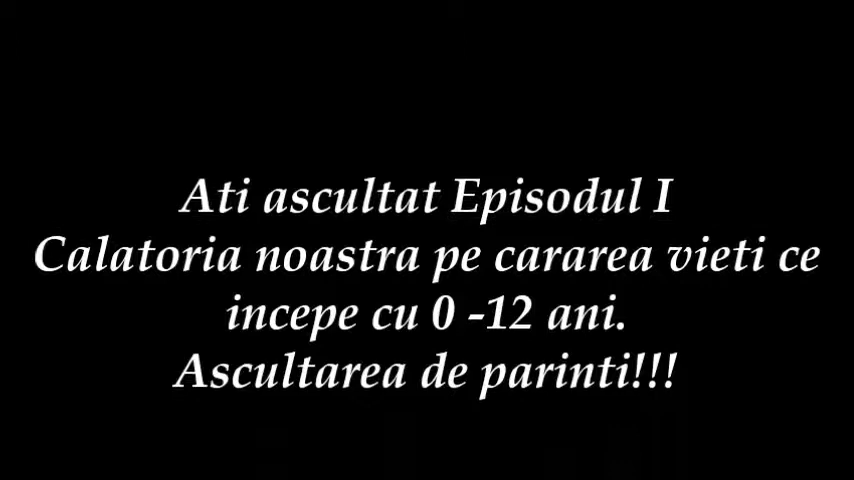 Ati ascultat Episodul I
Calatoria noastra pe cararea vieti ce
incepe cu 0 -12 ani.
Ascultarea de parinti!!!